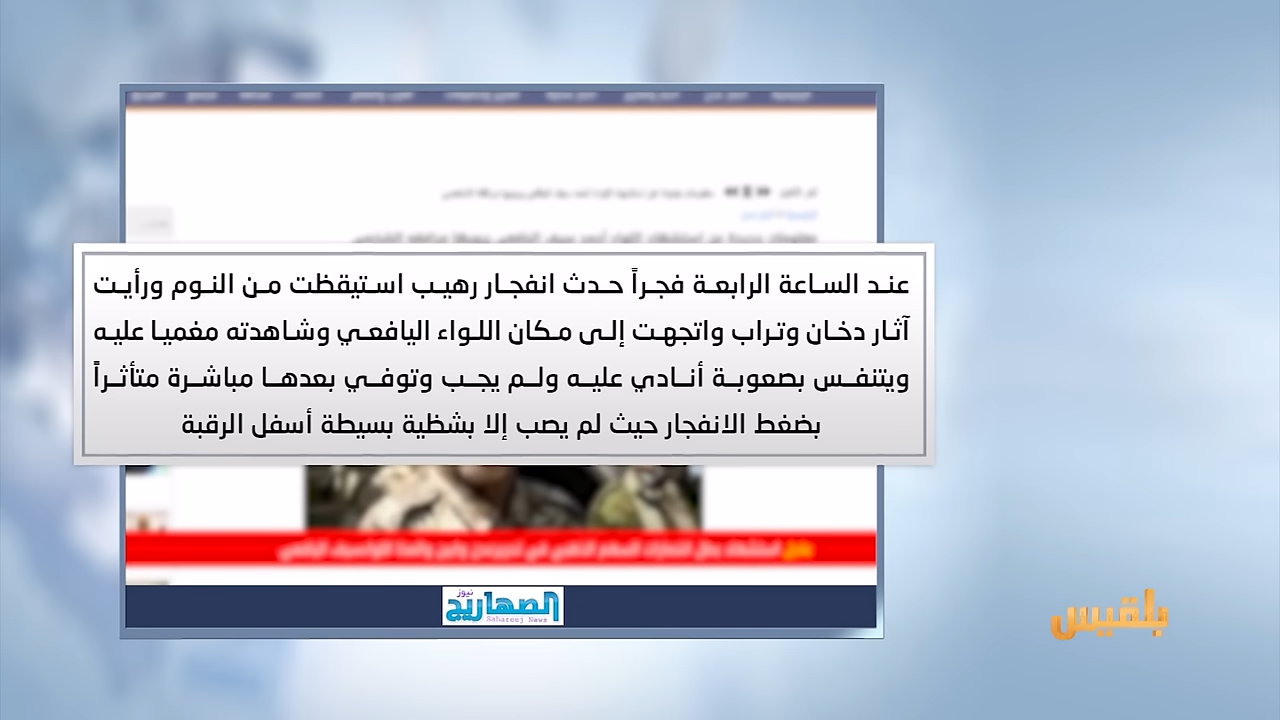 عند الساعة الرابعة فجراً حدث انفجار رهيب استيقظت من النوم ورأيت
آثار دخان وتراب واتجهت إلى مكان اللواء اليافعي وشاهدته مغميا عليه
ويتنفس بصعوبة أنادي عليه ولم يجب وتوفي بعدها مباشرة متأثراً
بضغط الانفجار حيث لم يصب إلا بشظية بسيطة أسفل الرقبة
الصهاريج
نيوز
Sahareej News
بلقيس